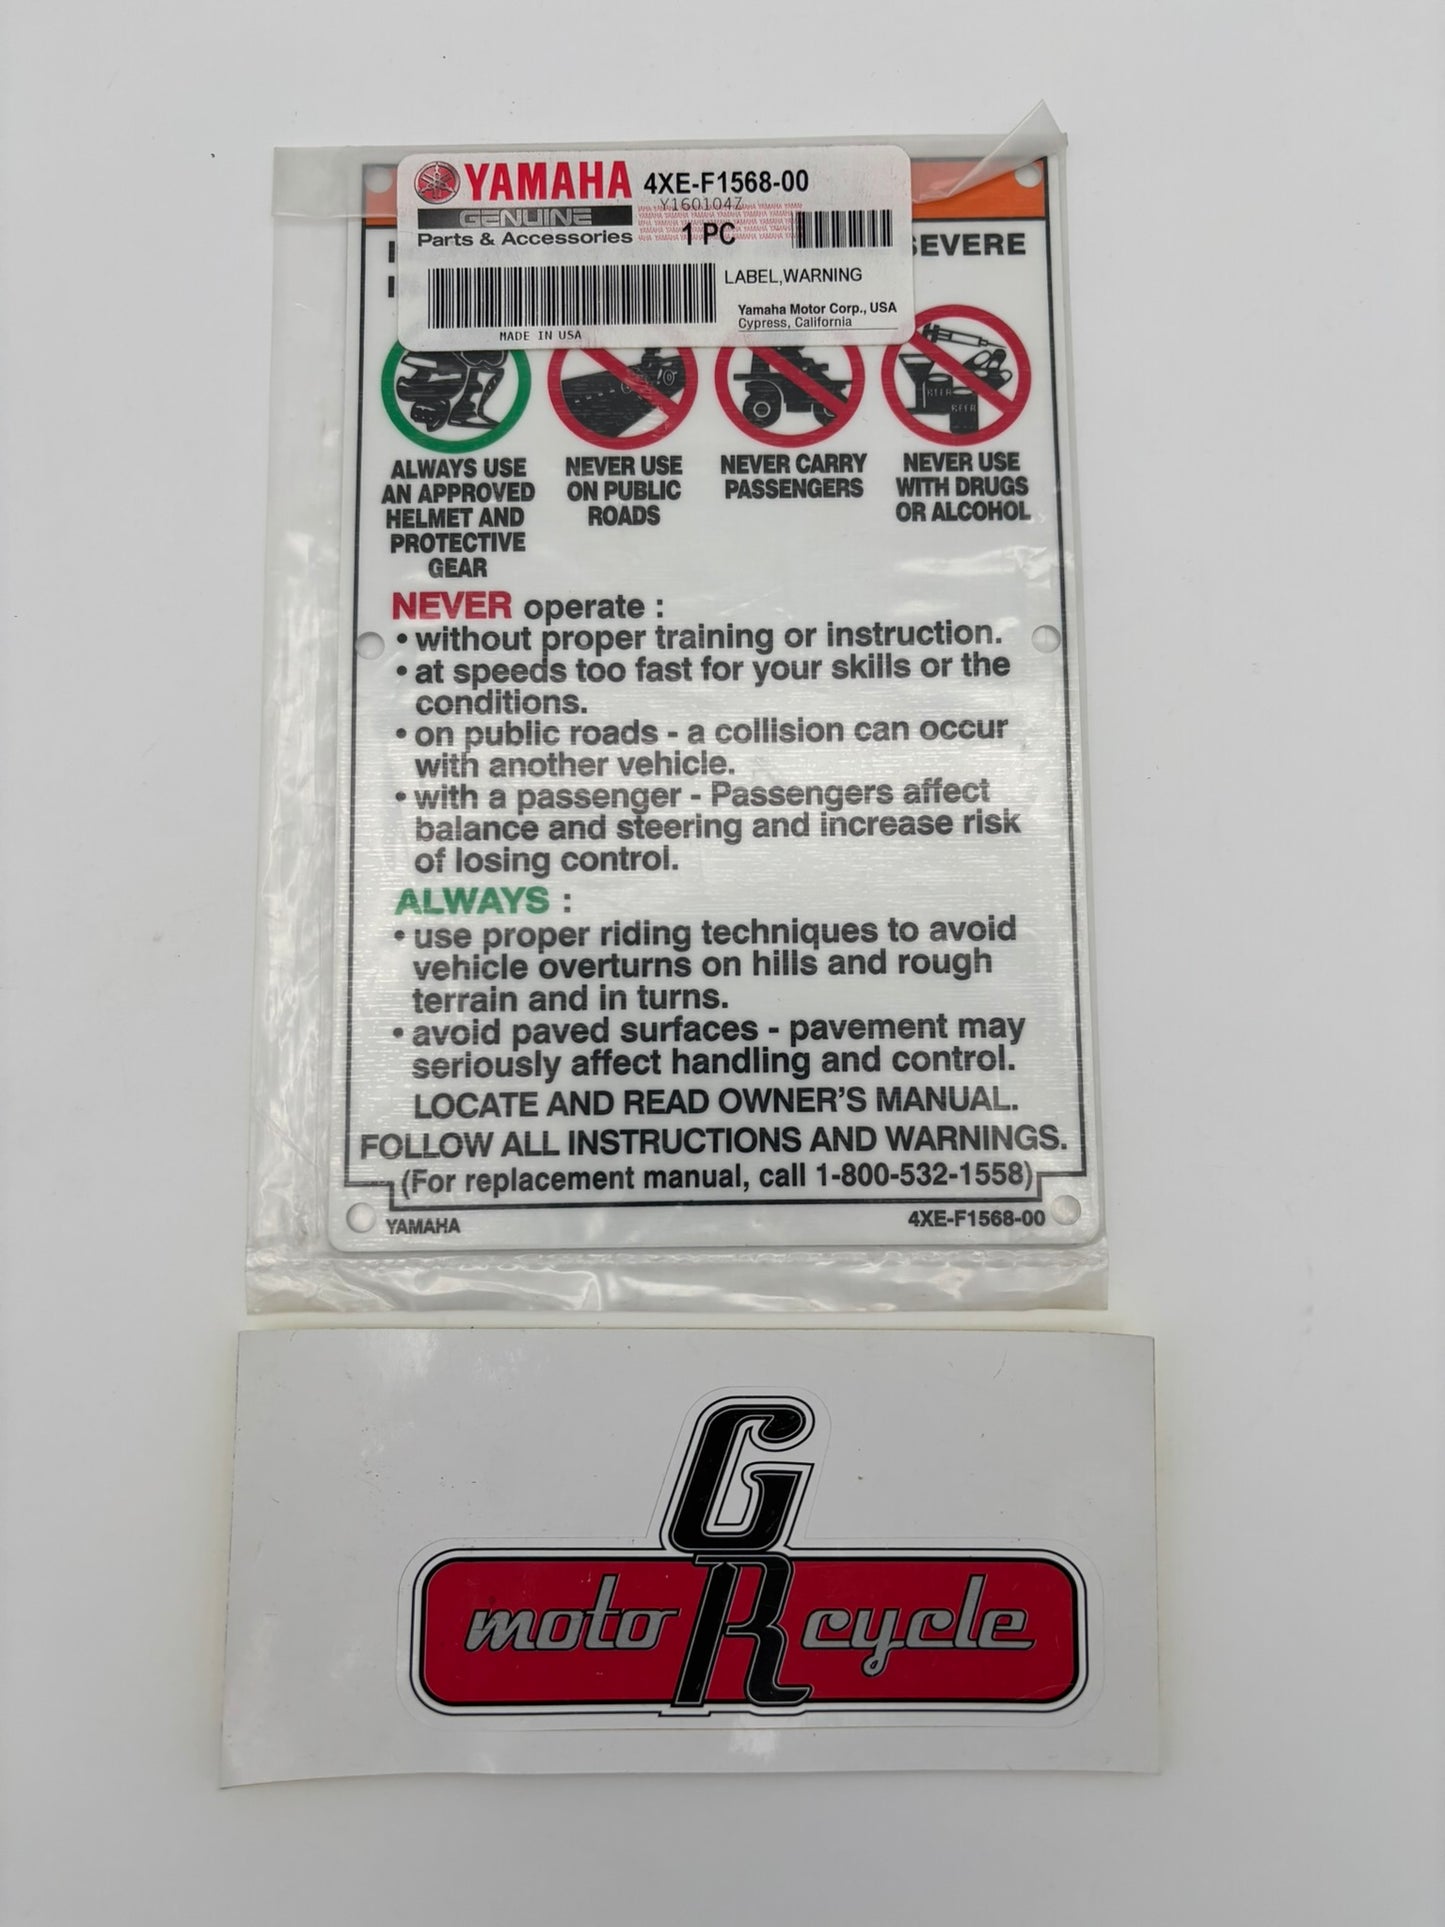 YAMAHA 4XE-F1568-00
Y160104Z
GENUINE
Parts & Accessories
1 PC
LABEL,WARNING
Yamaha Motor Corp., USA
Cypress, California
MADE IN USA
SEVERE
BEER
BEER
ALWAYS USE
AN APPROVED
HELMET AND
PROTECTIVE
GEAR
NEVER USE
ON PUBLIC
ROADS
NEVER CARRY
PASSENGERS
NEVER USE
WITH DRUGS
OR ALCOHOL
NEVER operate :
• without proper training or instruction.
• at speeds too fast for your skills or the
conditions.
• on public roads - a collision can occur
with another vehicle.
• with a passenger - Passengers affect
balance and steering and increase risk
of losing control.
ALWAYS :
• use proper riding techniques to avoid
vehicle overturns on hills and rough
terrain and in turns.
• avoid paved surfaces - pavement may
seriously affect handling and control.
LOCATE AND READ OWNER'S MANUAL.
FOLLOW ALL INSTRUCTIONS AND WARNINGS.
(For replacement manual, call 1-800-532-1558)
YAMAHA 4XE-F1568-00
G
moto R cycle